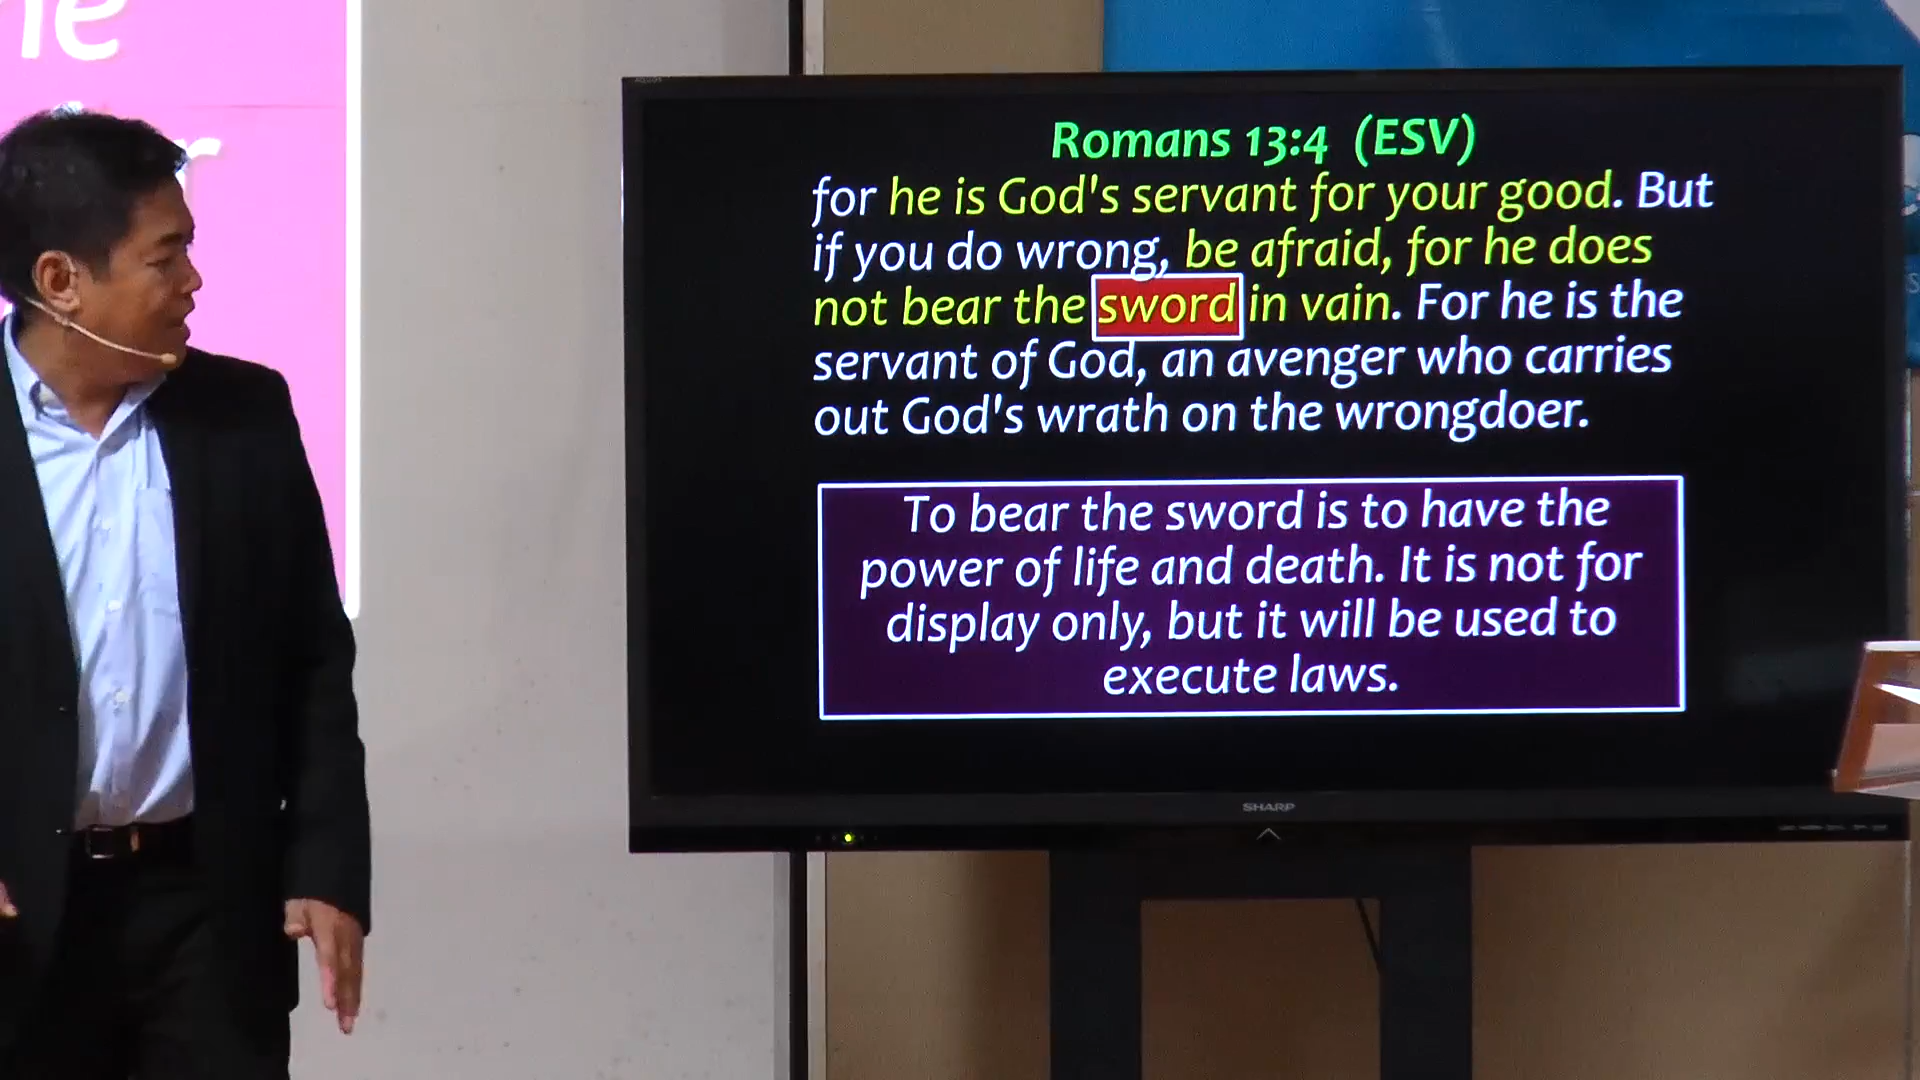 Romans 13:4 (ESV)
for he is God's servant for your good. But
if you do wrong, be afraid, for he does
not bear the sword in vain. For he is the
servant of God, an avenger who carries
out God's wrath on the wrongdoer.
To bear the sword is to have the
power of life and death. It is not for
display only, but it will be used to
execute laws.
SHARP